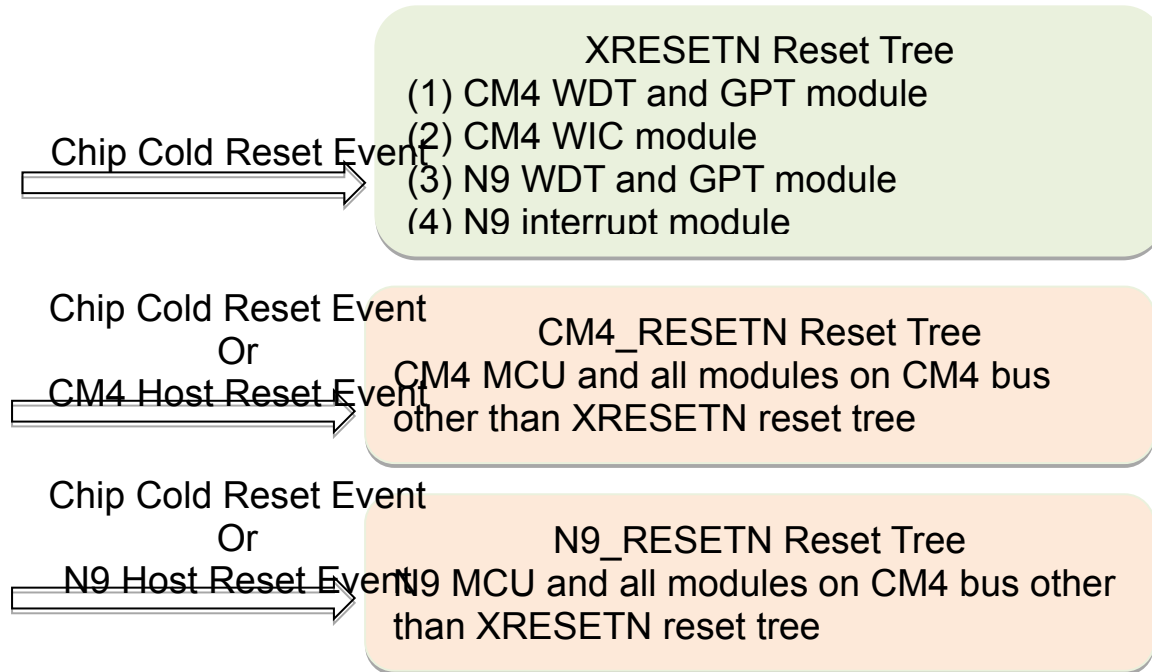 XRESETN Reset Tree
(1) CM4 WDT and GPT module
(2) CM4 WIC module
(3) N9 WDT and GPT module
(4) N9 interrupt module
Chip Cold Reset Event
Chip Cold Reset Event
Or
CM4 Host Reset Event
CM4_RESETN Reset Tree
CM4 MCU and all modules on CM4 bus
other than XRESETN reset tree
Chip Cold Reset Event
Or
N9 Host Reset Event
N9_RESETN Reset Tree
N9 MCU and all modules on CM4 bus other
than XRESETN reset tree